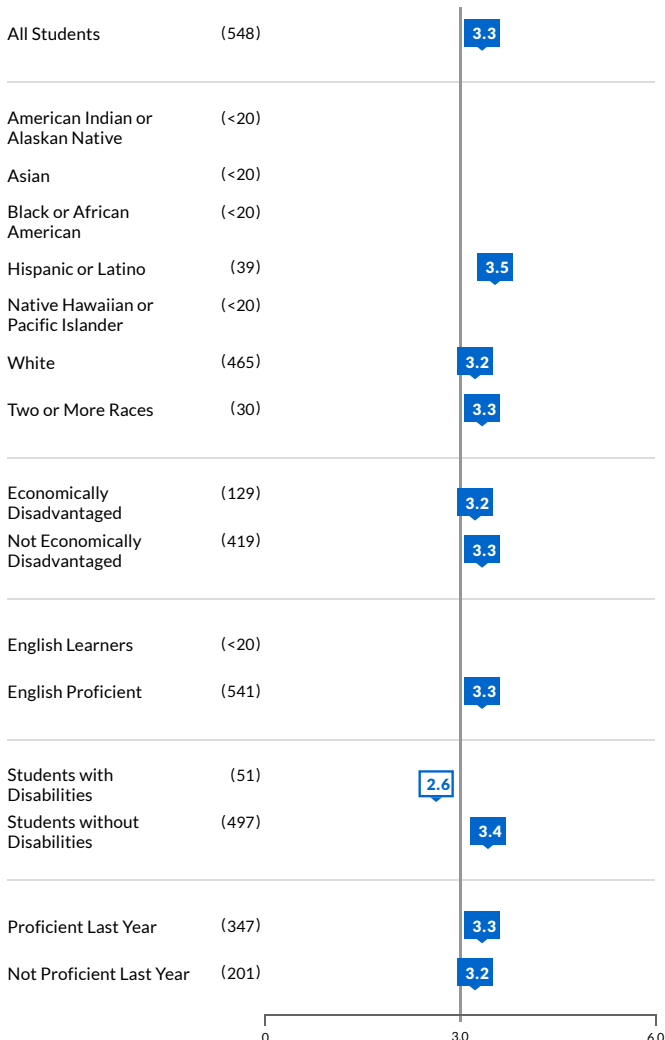 All Students (548) 3.3
American Indian or (<20)
Alaskan Native
Asian (<20)
Black or African (<20)
American
Hispanic or Latino (39) 3.5
Native Hawaiian or (<20)
Pacific Islander
White (465) 3.2
Two or More Races (30) 3.3
Economically (129) 3.2
Disadvantaged
Not Economically (419) 3.3
Disadvantaged
English Learners (<20)
English Proficient (541) 3.3
Students with (51) 2.6
Disabilities
Students without (497) 3.4
Disabilities
Proficient Last Year (347) 3.3
Not Proficient Last Year (201) 3.2
0 3.0 6.0